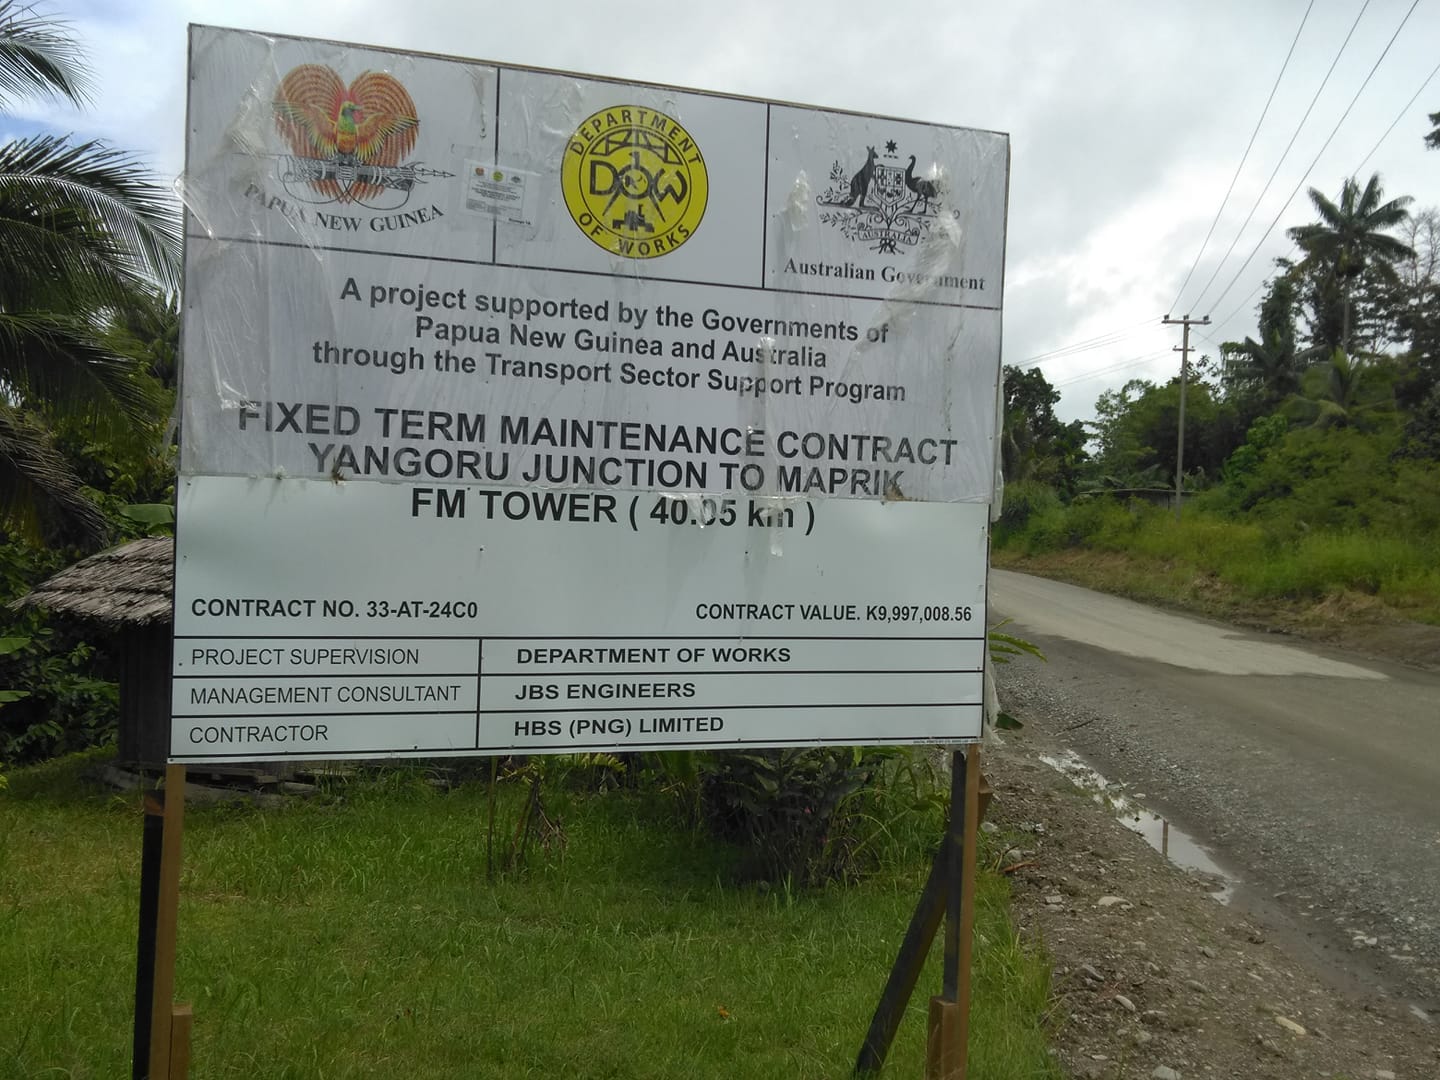 PAPUA NEW GUINEA
DEPARTMENT
DOW
OF WORKS
AUSTRALIA
Australian Government
A project supported by the Governments of
Papua New Guinea and Australia
through the Transport Sector Support Program
FIXED TERM MAINTENANCE CONTRACT
YANGORU JUNCTION TO MAPRIK
FM TOWER ( 40.05 km )
CONTRACT NO. 33-AT-24C0 CONTRACT VALUE. K9,997,008.56
PROJECT SUPERVISION DEPARTMENT OF WORKS
MANAGEMENT CONSULTANT JBS ENGINEERS
CONTRACTOR HBS (PNG) LIMITED